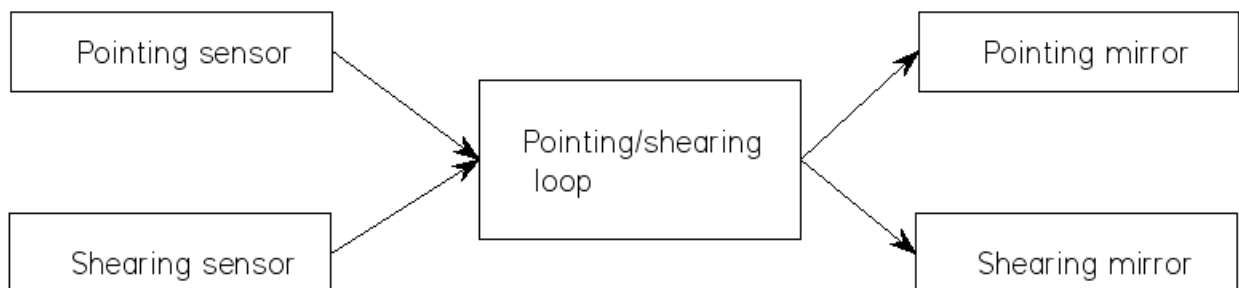 Pointing sensor
Pointing mirror
Pointing/shearing
loop
Shearing sensor
Shearing mirror